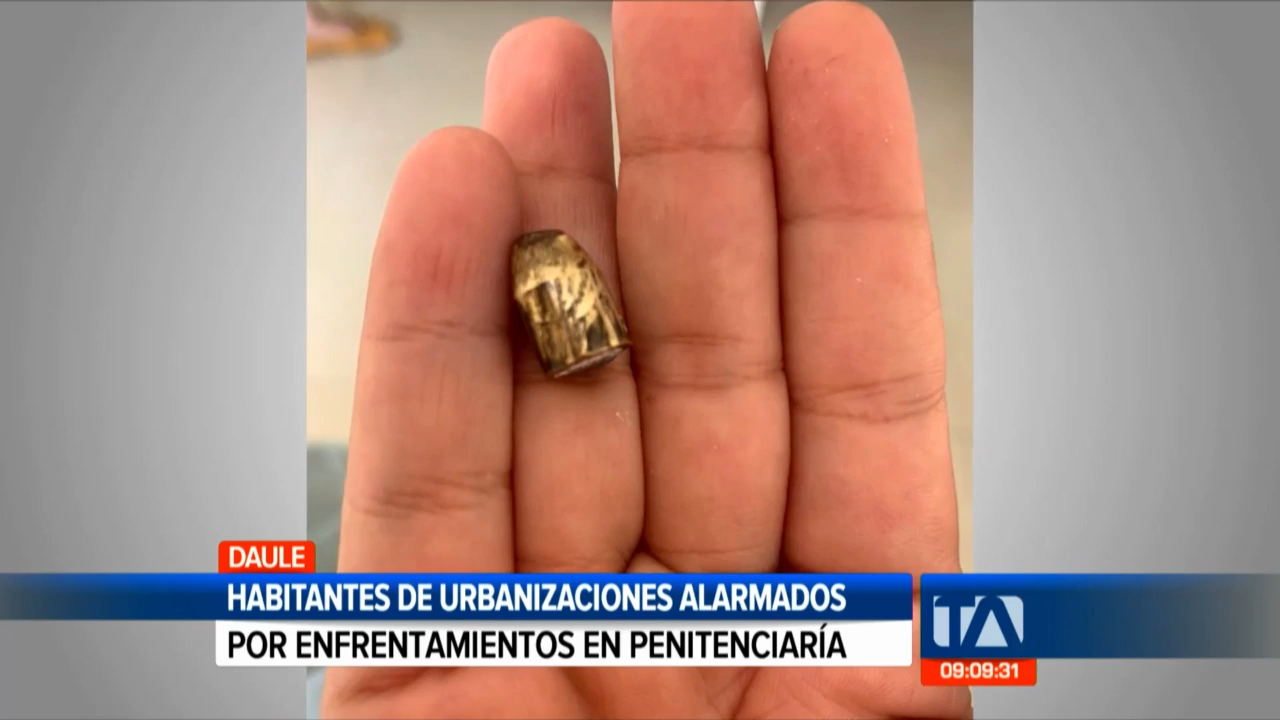 DAULE
HABITANTES DE URBANIZACIONES ALARMADOS
POR ENFRENTAMIENTOS EN PENITENCIARÍA
TA
09:09:31